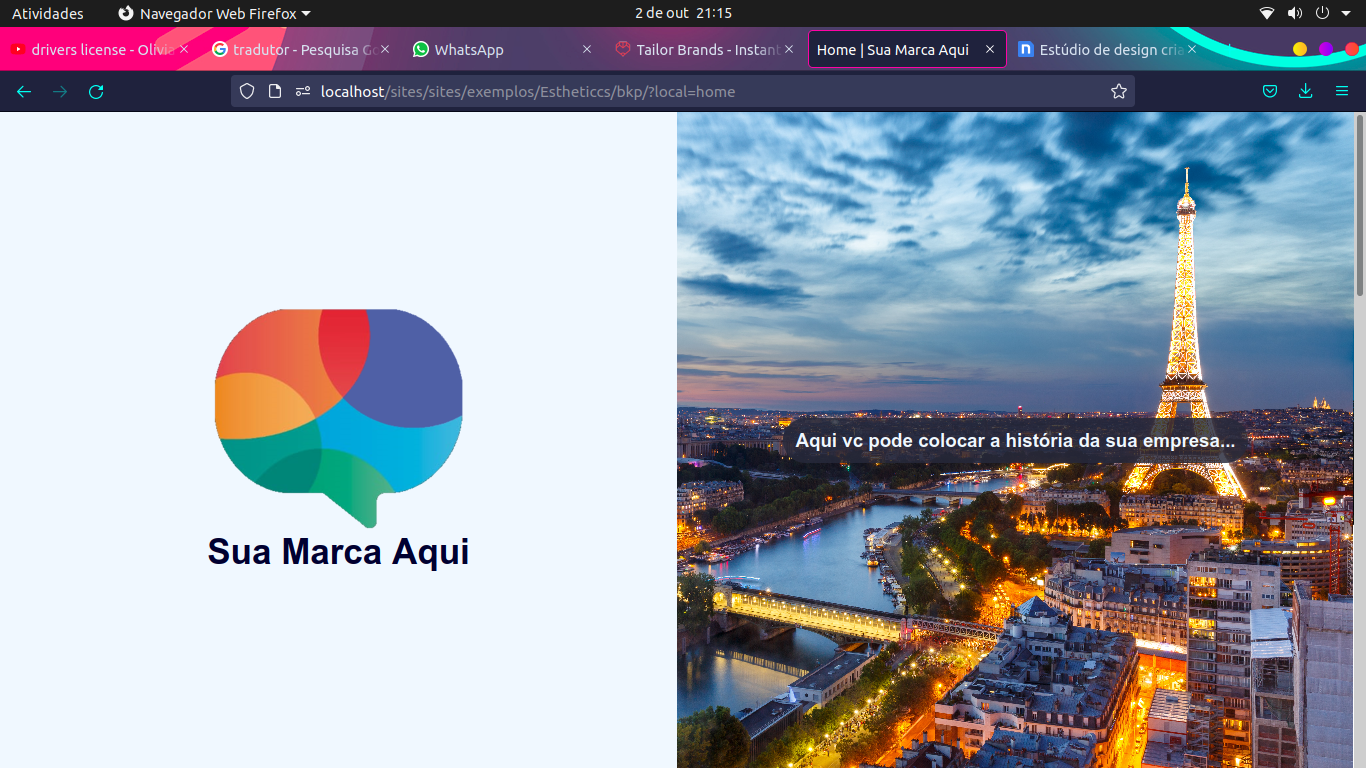 Atividades Navegador Web Firefox 2 de out 21:15
drivers license - Olivia tradutor - Pesquisa Go WhatsApp Tailor Brands - Instant Home | Sua Marca Aqui Estúdio de design cria
localhost/sites/sites/exemplos/Estheticcs/bkp/?local=home
Aqui vc pode colocar a história da sua empresa...
Sua Marca Aqui